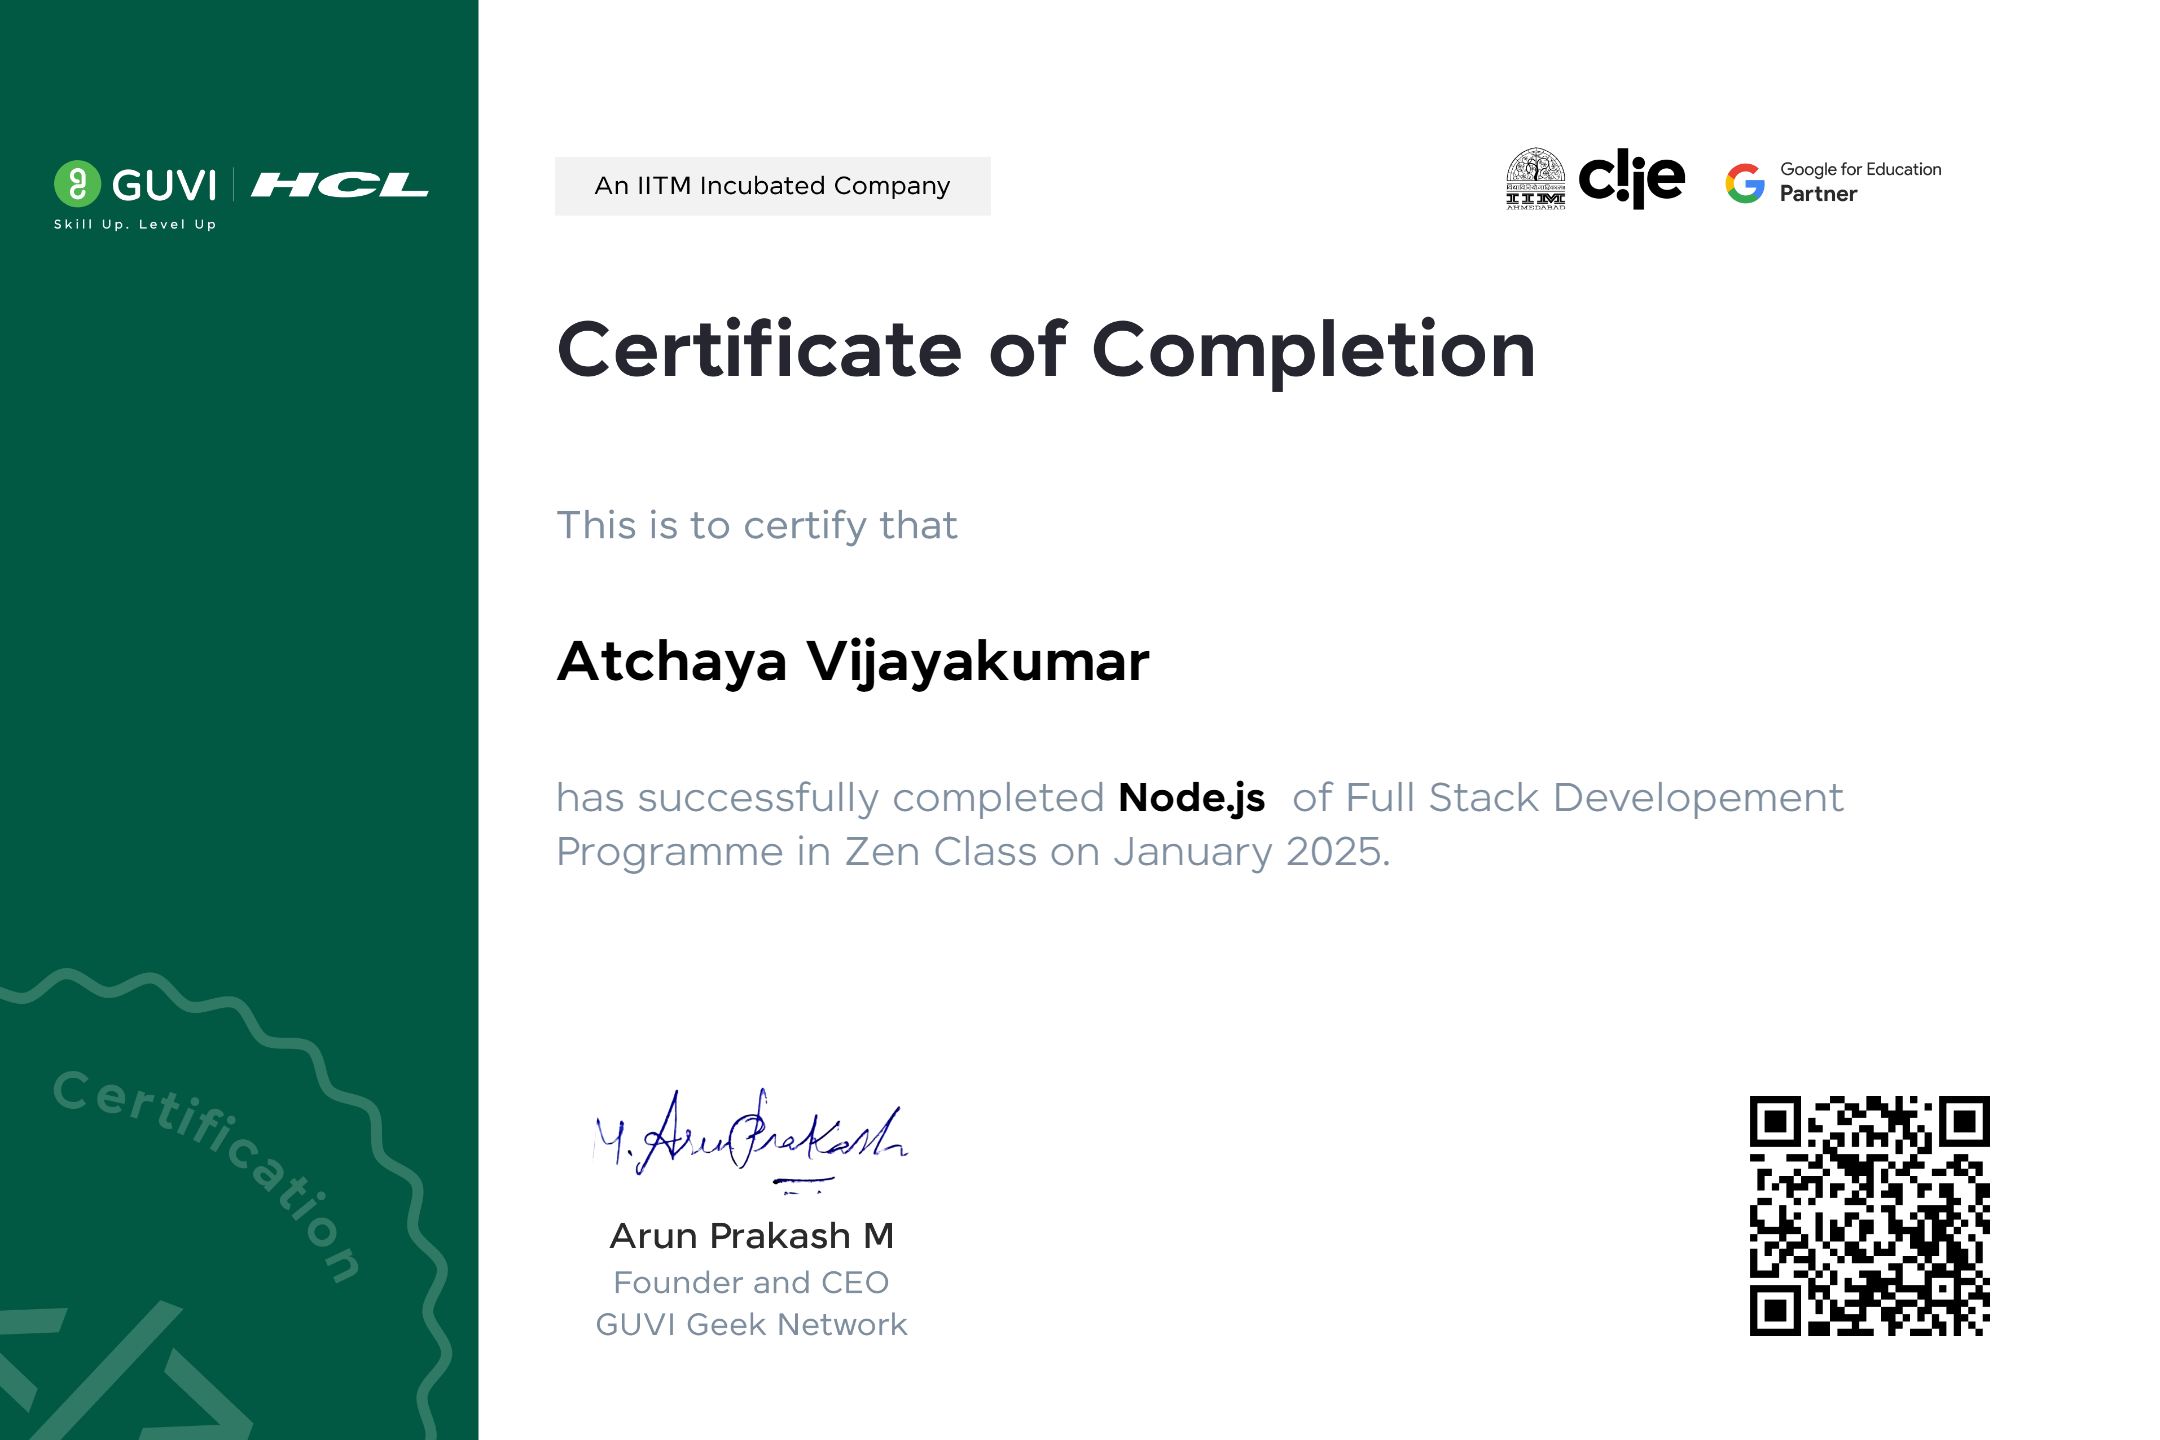 GUVI | HCL
Skill Up. Level Up
An IITM Incubated Company
IIM
AHMEDABAD
c!ie
Google for Education
Partner
Certificate of Completion
This is to certify that
Atchaya Vijayakumar
has successfully completed Node.js of Full Stack Developement
Programme in Zen Class on January 2025.
Certification
</>
M. Arun Prakash
Arun Prakash M
Founder and CEO
GUVI Geek Network